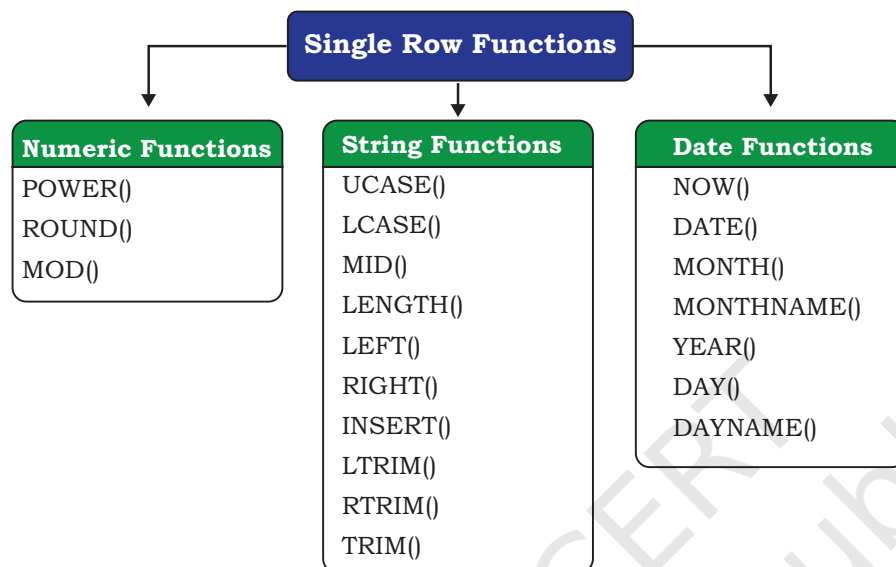 Single Row Functions
Numeric Functions
POWER()
ROUND()
MOD()
String Functions
UCASE()
LCASE()
MID()
LENGTH()
LEFT()
RIGHT()
INSERT()
LTRIM()
RTRIM()
TRIM()
Date Functions
NOW()
DATE()
MONTH()
MONTHNAME()
YEAR()
DAY()
DAYNAME()